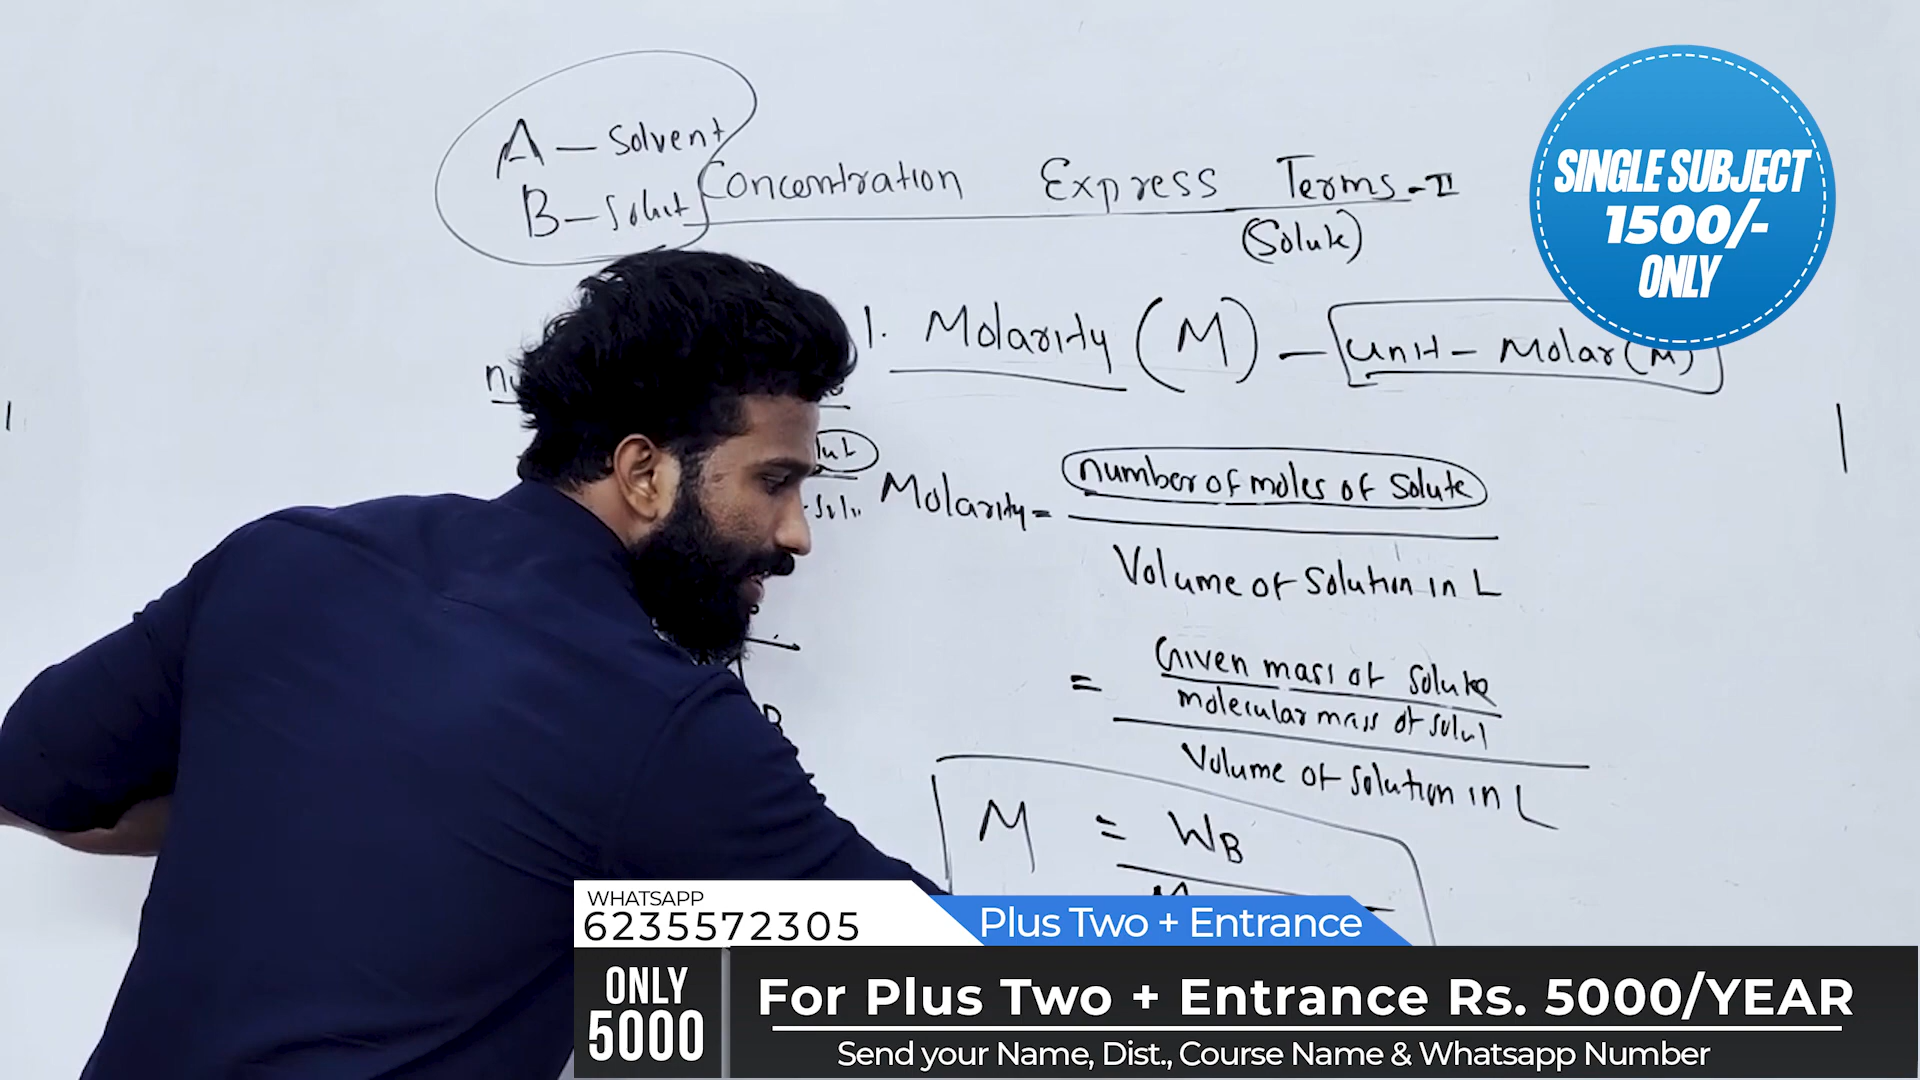 A – Solvent
B – Solut
Concentration Express Terms - II
(Solute)
SINGLE SUBJECT
1500/-
ONLY
1. Molarity (M) – Unit – Molar (M)
Molarity = number of moles of Solute
Volume of Solution in L
= Given mass of Solute
molecular mass of solut
Volume of Solution in L
M = WB
WHATSAPP
6235572305
Plus Two + Entrance
ONLY
5000
For Plus Two + Entrance Rs. 5000/YEAR
Send your Name, Dist., Course Name & Whatsapp Number